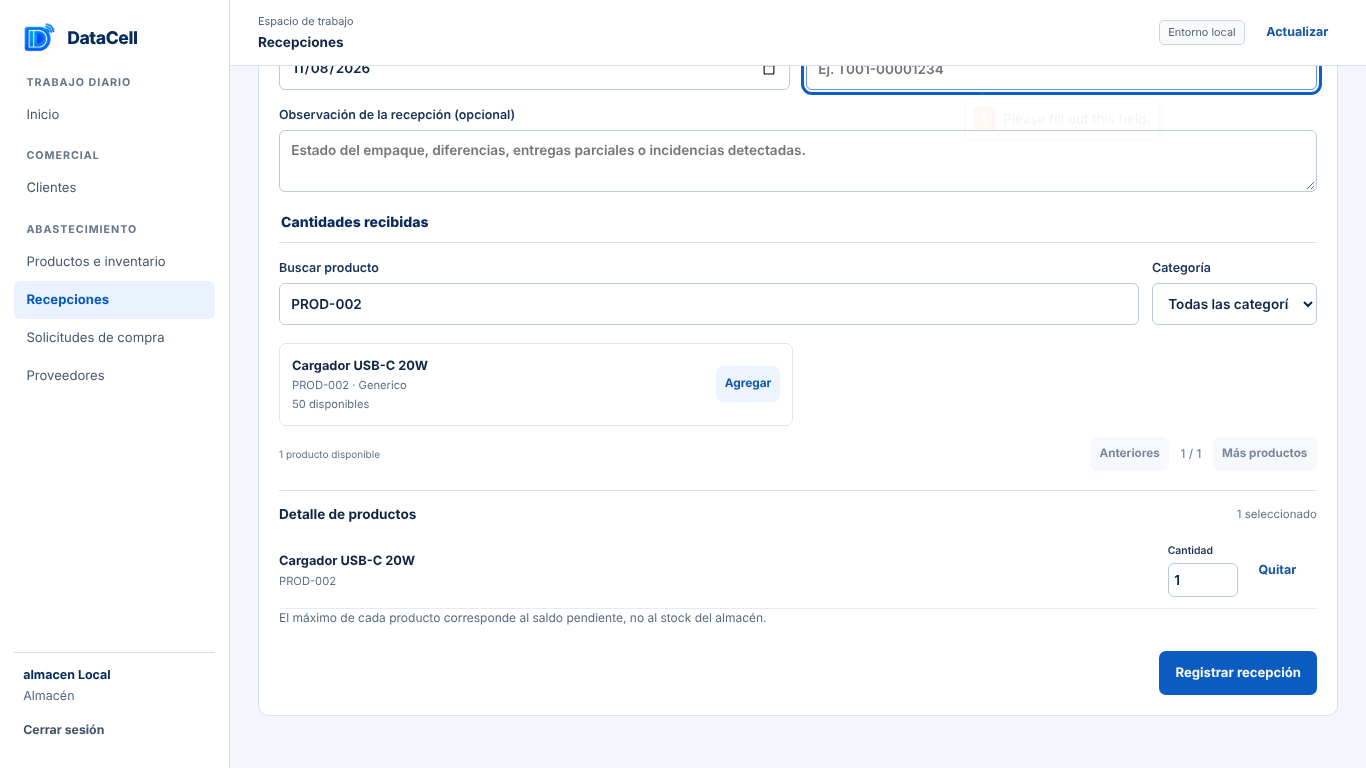 DataCell
TRABAJO DIARIO
Inicio
COMERCIAL
Clientes
ABASTECIMIENTO
Productos e inventario
Recepciones
Solicitudes de compra
Proveedores
almacen Local
Almacén
Cerrar sesión
Espacio de trabajo
Recepciones
Entorno local
Actualizar
11/08/2026
Ej. T001-00001234
Please fill out this field.
Observación de la recepción (opcional)
Estado del empaque, diferencias, entregas parciales o incidencias detectadas.
Cantidades recibidas
Buscar producto
Categoría
PROD-002
Todas las categorí
Cargador USB-C 20W
PROD-002 · Generico
50 disponibles
Agregar
1 producto disponible
Anteriores
1 / 1
Más productos
Detalle de productos
1 seleccionado
Cargador USB-C 20W
PROD-002
Cantidad
1
Quitar
El máximo de cada producto corresponde al saldo pendiente, no al stock del almacén.
Registrar recepción